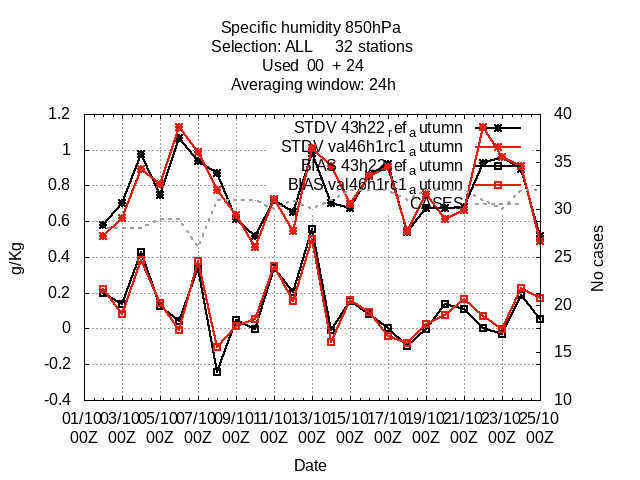 Specific humidity 850hPa
Selection: ALL 32 stations
Used 00 + 24
Averaging window: 24h
STDV 43h22refautumn
STDV val46h1rc1autumn
BIAS 43h22refautumn
BIAS val46h1rc1autumn
CASES
1.2
1
0.8
0.6
0.4
0.2
0
-0.2
-0.4
g/Kg
40
35
30
25
20
15
10
No cases
01/10 03/10 05/10 07/10 09/10 11/10 13/10 15/10 17/10 19/10 21/10 23/10 25/10
00Z 00Z 00Z 00Z 00Z 00Z 00Z 00Z 00Z 00Z 00Z 00Z 00Z
Date